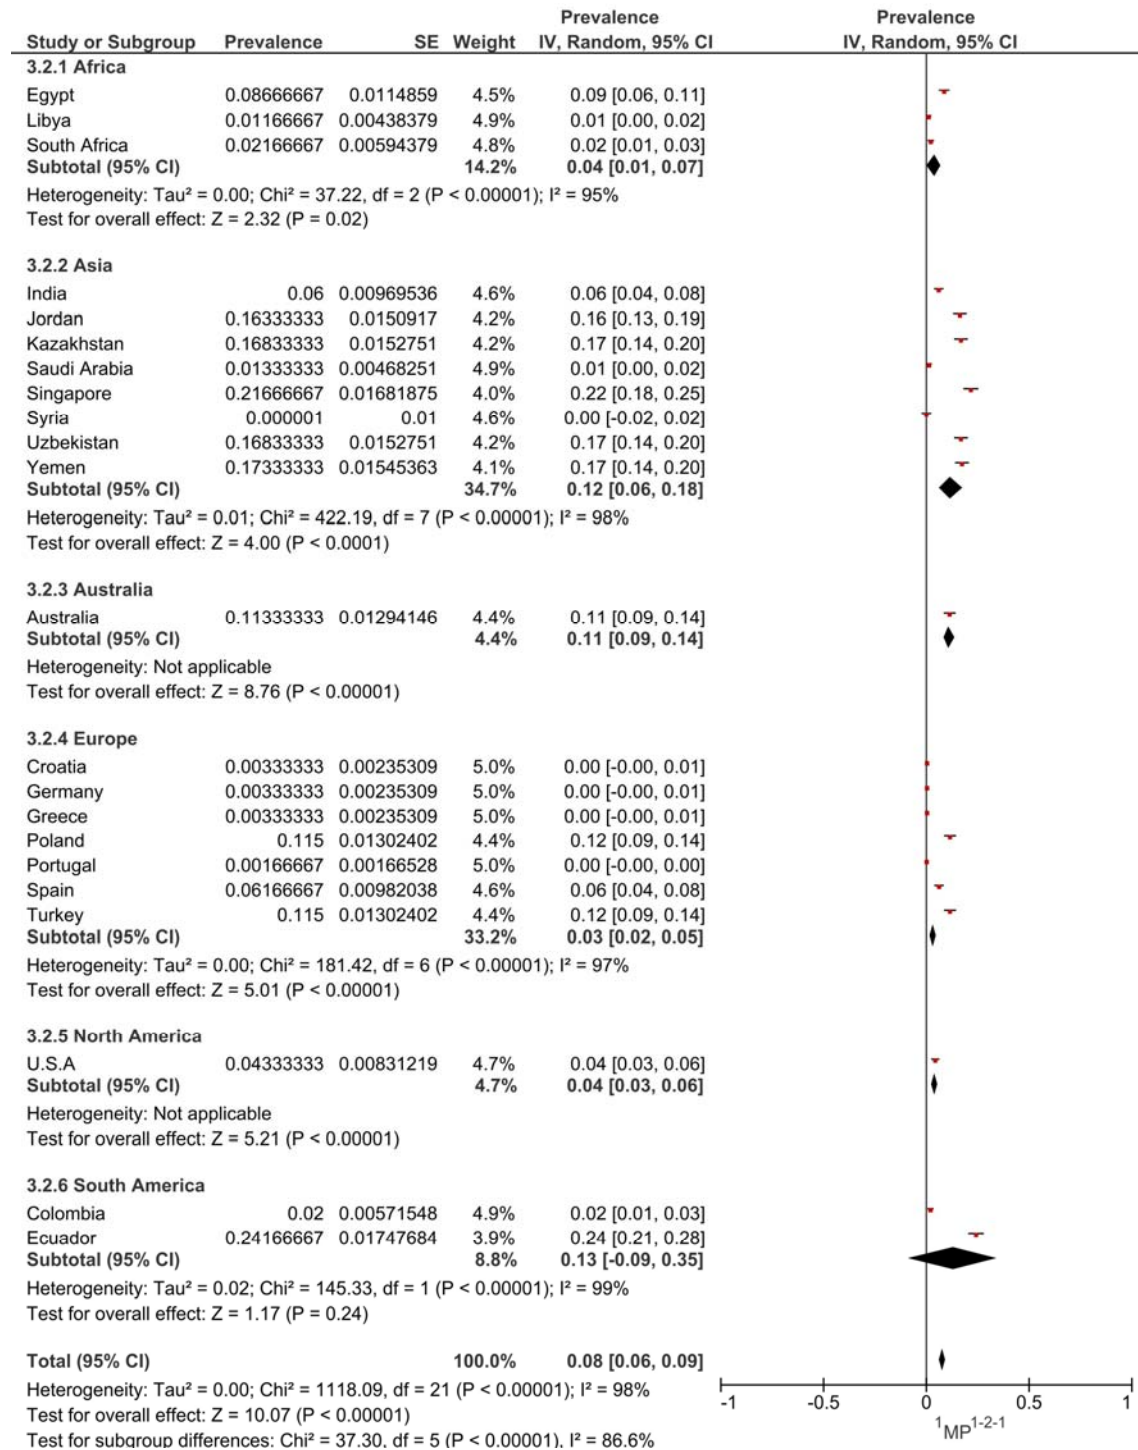 Prevalence Prevalence
Study or Subgroup Prevalence SE Weight IV, Random, 95% CI IV, Random, 95% CI
3.2.1 Africa
Egypt 0.08666667 0.0114859 4.5% 0.09 [0.06, 0.11]
Libya 0.01166667 0.00438379 4.9% 0.01 [0.00, 0.02]
South Africa 0.02166667 0.00594379 4.8% 0.02 [0.01, 0.03]
Subtotal (95% CI) 14.2% 0.04 [0.01, 0.07]
Heterogeneity: Tau² = 0.00; Chi² = 37.22, df = 2 (P < 0.00001); I² = 95%
Test for overall effect: Z = 2.32 (P = 0.02)
3.2.2 Asia
India 0.06 0.00969536 4.6% 0.06 [0.04, 0.08]
Jordan 0.16333333 0.0150917 4.2% 0.16 [0.13, 0.19]
Kazakhstan 0.16833333 0.0152751 4.2% 0.17 [0.14, 0.20]
Saudi Arabia 0.01333333 0.00468251 4.9% 0.01 [0.00, 0.02]
Singapore 0.21666667 0.01681875 4.0% 0.22 [0.18, 0.25]
Syria 0.000001 0.01 4.6% 0.00 [-0.02, 0.02]
Uzbekistan 0.16833333 0.0152751 4.2% 0.17 [0.14, 0.20]
Yemen 0.17333333 0.01545363 4.1% 0.17 [0.14, 0.20]
Subtotal (95% CI) 34.7% 0.12 [0.06, 0.18]
Heterogeneity: Tau² = 0.01; Chi² = 422.19, df = 7 (P < 0.00001); I² = 98%
Test for overall effect: Z = 4.00 (P < 0.0001)
3.2.3 Australia
Australia 0.11333333 0.01294146 4.4% 0.11 [0.09, 0.14]
Subtotal (95% CI) 4.4% 0.11 [0.09, 0.14]
Heterogeneity: Not applicable
Test for overall effect: Z = 8.76 (P < 0.00001)
3.2.4 Europe
Croatia 0.00333333 0.00235309 5.0% 0.00 [-0.00, 0.01]
Germany 0.00333333 0.00235309 5.0% 0.00 [-0.00, 0.01]
Greece 0.00333333 0.00235309 5.0% 0.00 [-0.00, 0.01]
Poland 0.115 0.01302402 4.4% 0.12 [0.09, 0.14]
Portugal 0.00166667 0.00166528 5.0% 0.00 [-0.00, 0.00]
Spain 0.06166667 0.00982038 4.6% 0.06 [0.04, 0.08]
Turkey 0.115 0.01302402 4.4% 0.12 [0.09, 0.14]
Subtotal (95% CI) 33.2% 0.03 [0.02, 0.05]
Heterogeneity: Tau² = 0.00; Chi² = 181.42, df = 6 (P < 0.00001); I² = 97%
Test for overall effect: Z = 5.01 (P < 0.00001)
3.2.5 North America
U.S.A 0.04333333 0.00831219 4.7% 0.04 [0.03, 0.06]
Subtotal (95% CI) 4.7% 0.04 [0.03, 0.06]
Heterogeneity: Not applicable
Test for overall effect: Z = 5.21 (P < 0.00001)
3.2.6 South America
Colombia 0.02 0.00571548 4.9% 0.02 [0.01, 0.03]
Ecuador 0.24166667 0.01747684 3.9% 0.24 [0.21, 0.28]
Subtotal (95% CI) 8.8% 0.13 [-0.09, 0.35]
Heterogeneity: Tau² = 0.02; Chi² = 145.33, df = 1 (P < 0.00001); I² = 99%
Test for overall effect: Z = 1.17 (P = 0.24)
Total (95% CI) 100.0% 0.08 [0.06, 0.09]
Heterogeneity: Tau² = 0.00; Chi² = 1118.09, df = 21 (P < 0.00001); I² = 98%
-1 -0.5 0 0.5 1
Test for overall effect: Z = 10.07 (P < 0.00001)
¹MP¹⁻²⁻¹
Test for subgroup differences: Chi² = 37.30, df = 5 (P < 0.00001), I² = 86.6%